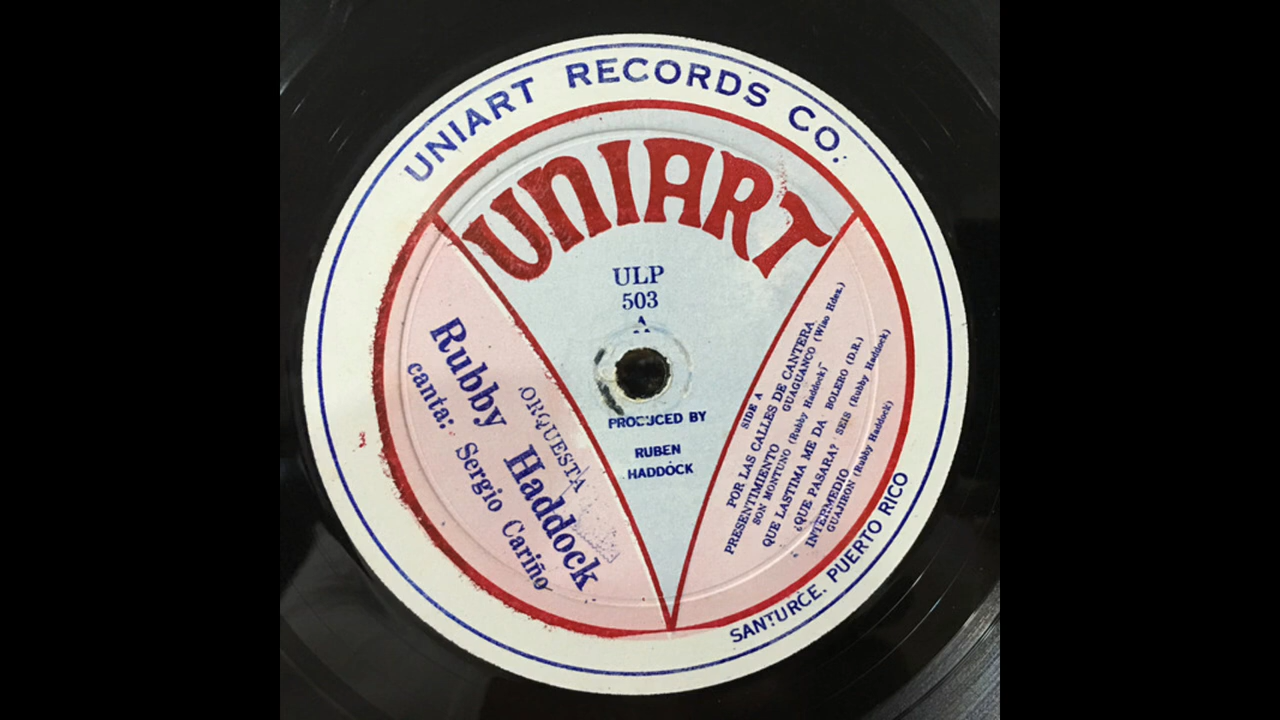 UNIART RECORDS CO.
UNIART
ULP
503
A
PRODUCED BY
RUBEN
HADDOCK
ORQUESTA
Rubby Haddock
canta: Sergio Cariño
SIDE A
POR LAS CALLES DE CANTERA
GUAGUANCO (Wiso Hdez.)
PRESENTIMIENTO
SON MONTUNO (Rubby Haddock)
QUE LASTIMA ME DA BOLERO (D.R.)
¿QUE PASARA? SEIS (Rubby Haddock)
INTERMEDIO
GUAJIRON (Rubby Haddock)
SANTURCE, PUERTO RICO